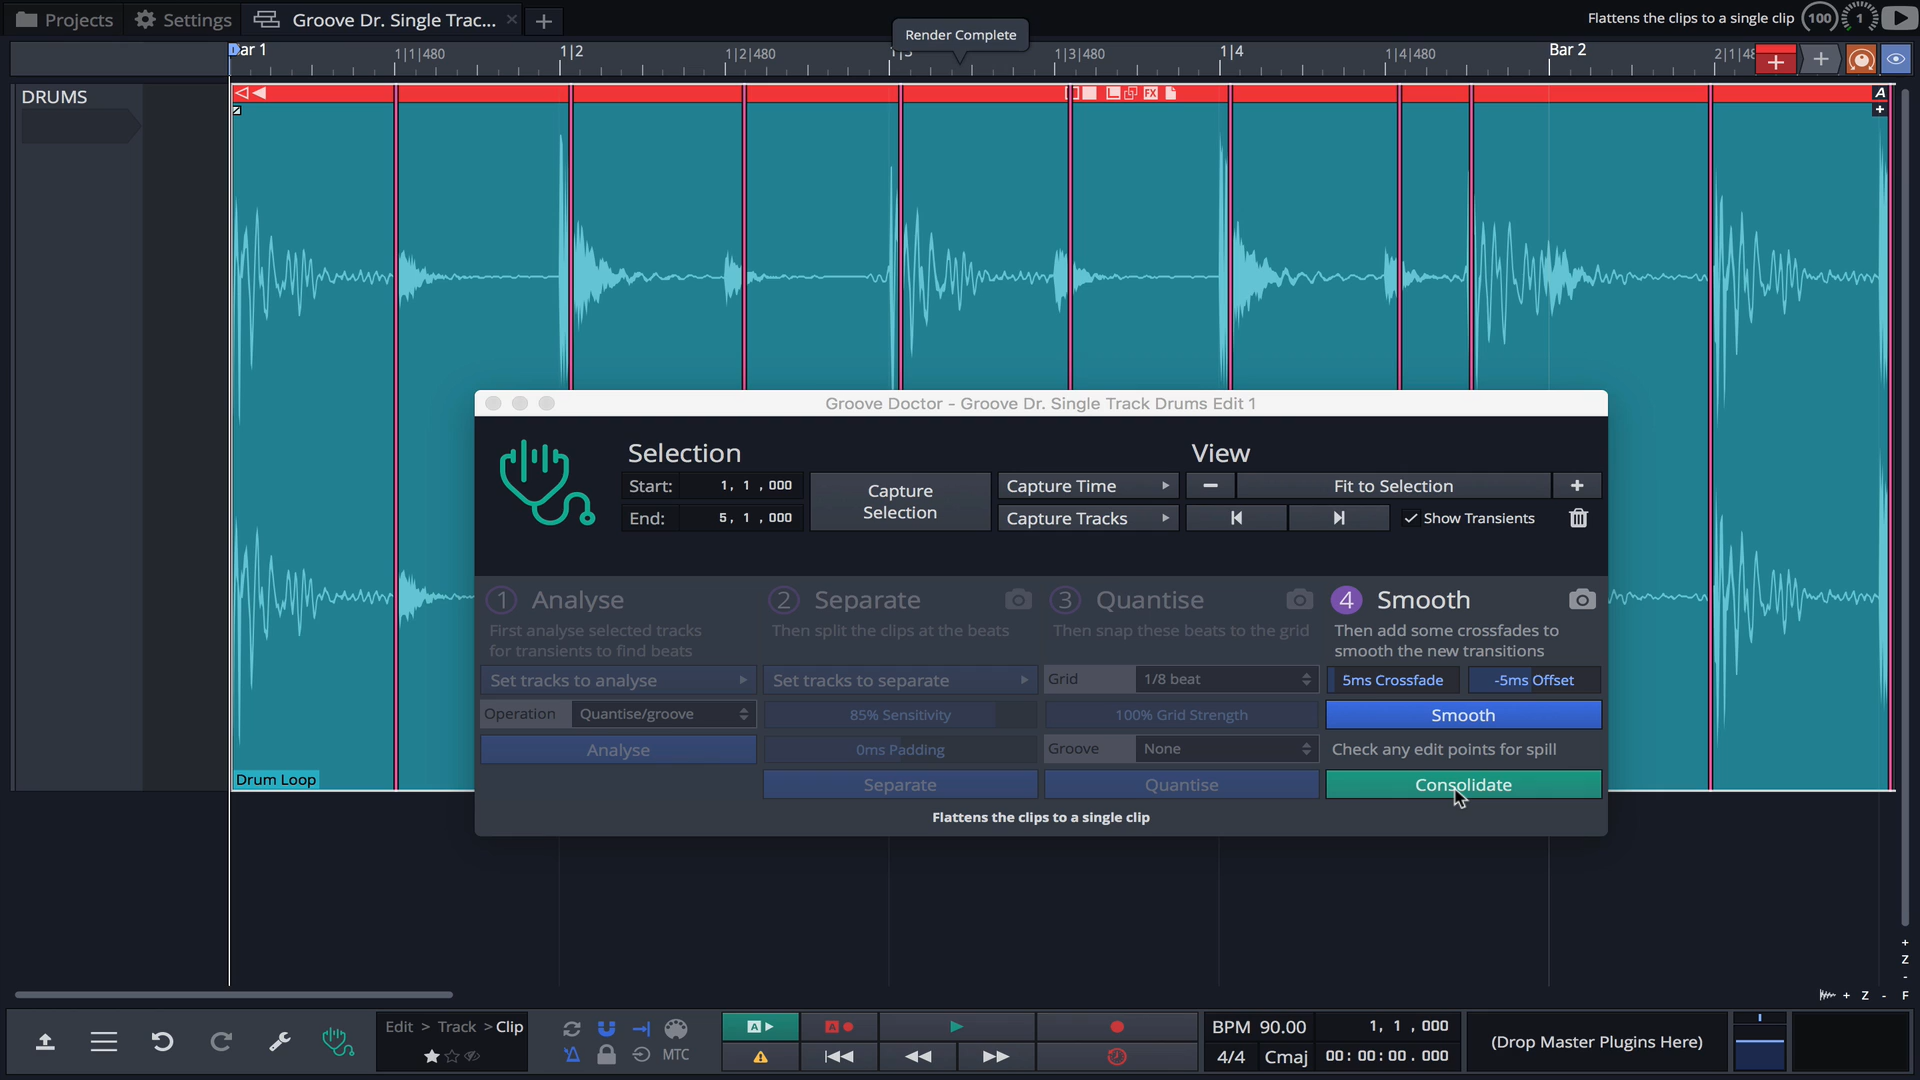 Projects
Settings
Groove Dr. Single Trac...
Render Complete
Flattens the clips to a single clip
100
1
ar 1
1|1|480
1|2
1|2|480
1|3|480
1|4
1|4|480
Bar 2
DRUMS
FX
A
Drum Loop
Groove Doctor - Groove Dr. Single Track Drums Edit 1
Selection
View
Start: 1, 1 ,000
End: 5, 1 ,000
Capture
Selection
Capture Time
Capture Tracks
Fit to Selection
Show Transients
1 Analyse
First analyse selected tracks
for transients to find beats
Set tracks to analyse
Operation Quantise/groove
Analyse
2 Separate
Then split the clips at the beats
Set tracks to separate
85% Sensitivity
0ms Padding
Separate
3 Quantise
Then snap these beats to the grid
Grid 1/8 beat
100% Grid Strength
Groove None
Quantise
4 Smooth
Then add some crossfades to
smooth the new transitions
5ms Crossfade
-5ms Offset
Smooth
Check any edit points for spill
Consolidate
Flattens the clips to a single clip
+
Z
-
+ Z - F
Edit > Track > Clip
MTC
A
A
BPM 90.00
4/4 Cmaj
1, 1 ,000
00:00:00.000
(Drop Master Plugins Here)